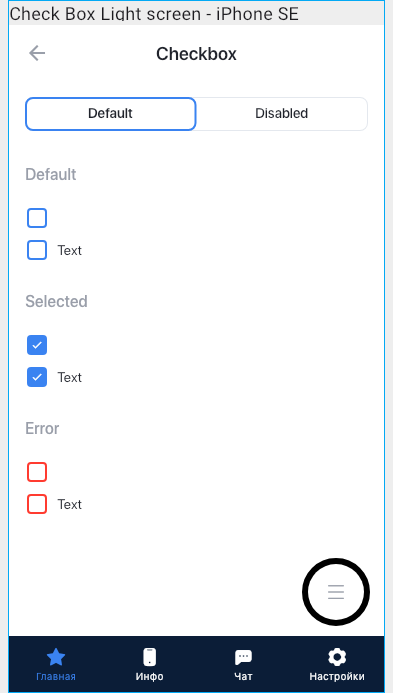 Check Box Light screen - iPhone SE
Checkbox
Default Disabled
Default
Text
Selected
Text
Error
Text
Главная Инфо Чат Настройки